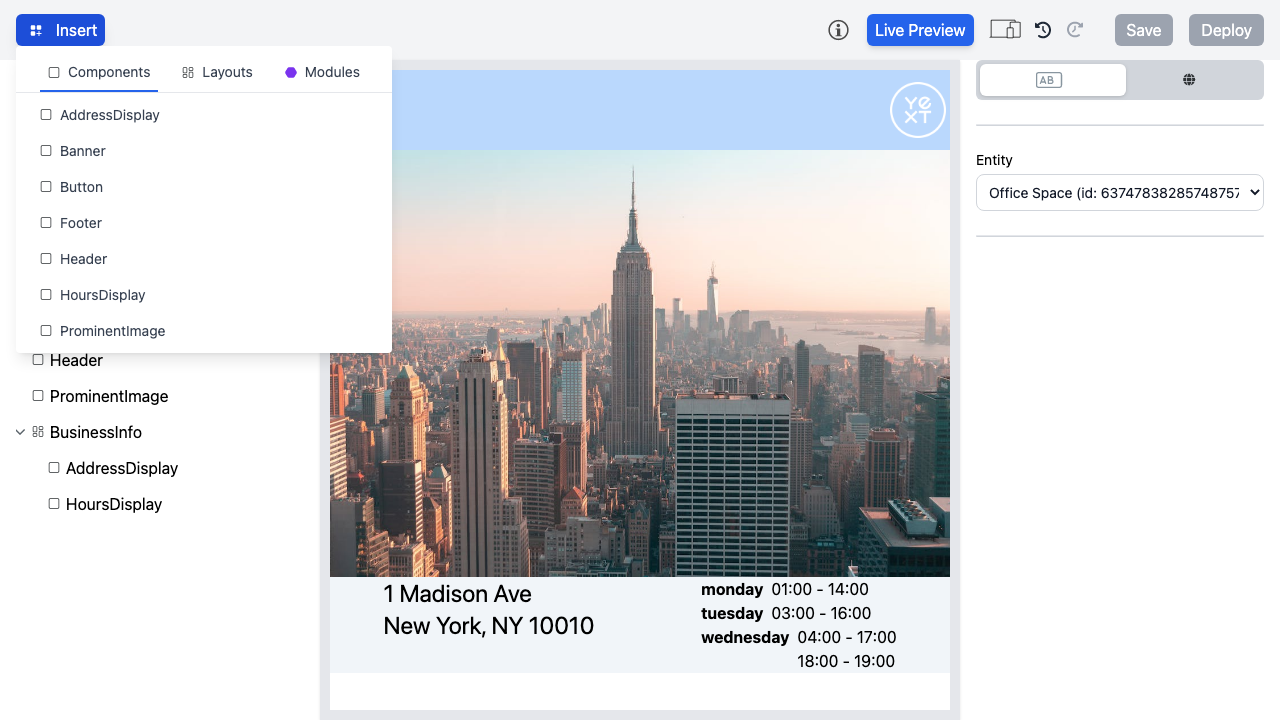 Insert
Live Preview
Save
Deploy
Components
Layouts
Modules
AddressDisplay
Banner
Button
Footer
Header
HoursDisplay
ProminentImage
Header
ProminentImage
BusinessInfo
AddressDisplay
HoursDisplay
YEXT
1 Madison Ave
New York, NY 10010
monday 01:00 - 14:00
tuesday 03:00 - 16:00
wednesday 04:00 - 17:00
18:00 - 19:00
AB
Entity
Office Space (id: 63747838285748757